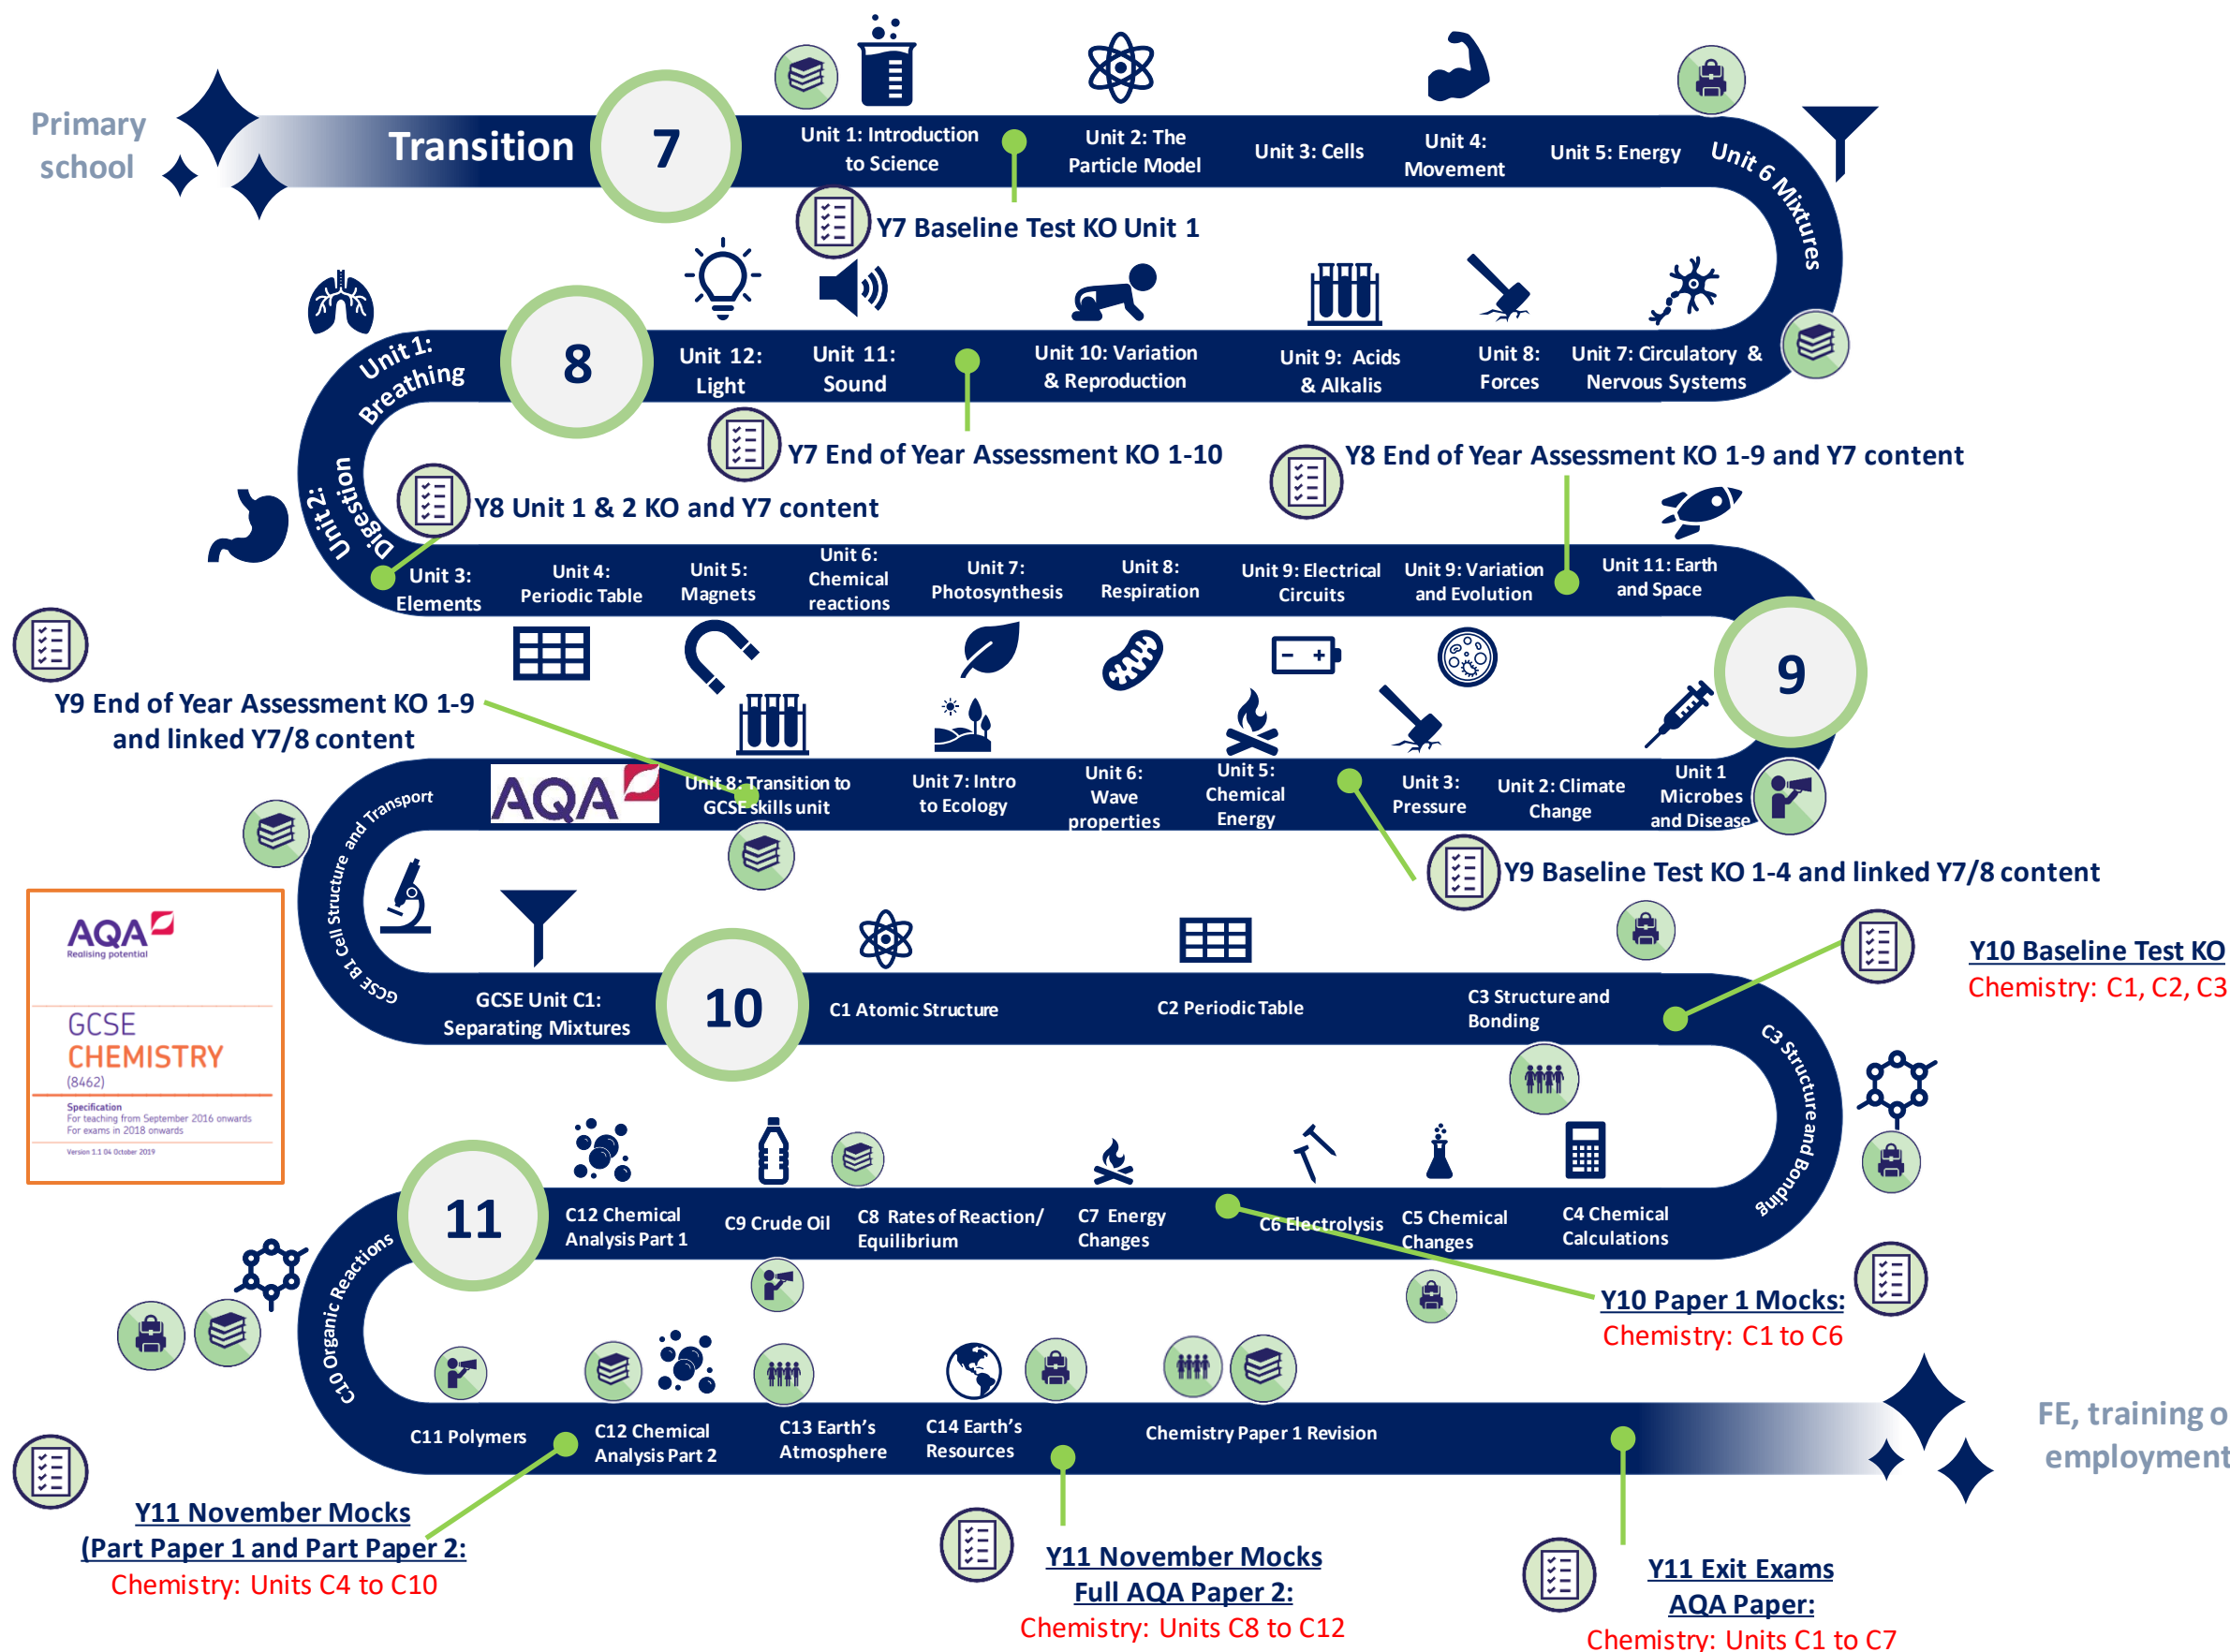 Primary
school
Transition
7
Unit 1: Introduction
to Science
Unit 2: The
Particle Model
Unit 3: Cells
Unit 4:
Movement
Unit 5: Energy
Unit 6 Mixtures
Y7 Baseline Test KO Unit 1
Unit 7: Circulatory &
Nervous Systems
Unit 8:
Forces
Unit 9: Acids
& Alkalis
Unit 10: Variation
& Reproduction
Unit 11:
Sound
Unit 12:
Light
8
Y7 End of Year Assessment KO 1-10
Unit 1:
Breathing
Unit2:
Digestion
Y8 Unit 1 & 2 KO and Y7 content
Y8 End of Year Assessment KO 1-9 and Y7 content
Unit 3:
Elements
Unit 4:
Periodic Table
Unit 5:
Magnets
Unit 6:
Chemical
reactions
Unit 7:
Photosynthesis
Unit 8:
Respiration
Unit 9: Electrical
Circuits
Unit 9: Variation
and Evolution
Unit 11: Earth
and Space
9
Y9 End of Year Assessment KO 1-9
and linked Y7/8 content
Unit 1
Microbes
and Disease
Unit 2: Climate
Change
Unit 3:
Pressure
Unit 5:
Chemical
Energy
Unit 6:
Wave
properties
Unit 7: Intro
to Ecology
Unit 8: Transition to
GCSE skills unit
AQA
Y9 Baseline Test KO 1-4 and linked Y7/8 content
GCSE B1 Cell Structure and Transport
AQA
Realising potential
GCSE
CHEMISTRY
(8462)
Specification
For teaching from September 2016 onwards
For exams in 2018 onwards
Version 1.1 04 October 2019
GCSE Unit C1:
Separating Mixtures
10
C1 Atomic Structure
C2 Periodic Table
C3 Structure and
Bonding
Y10 Baseline Test KO
Chemistry: C1, C2, C3
C3 Structure and Bonding
C4 Chemical
Calculations
C5 Chemical
Changes
C6 Electrolysis
C7 Energy
Changes
C8 Rates of Reaction/
Equilibrium
C9 Crude Oil
C12 Chemical
Analysis Part 1
11
Y10 Paper 1 Mocks:
Chemistry: C1 to C6
C10 Organic Reactions
C11 Polymers
C12 Chemical
Analysis Part 2
C13 Earth's
Atmosphere
C14 Earth's
Resources
Chemistry Paper 1 Revision
FE, training o
employment
Y11 November Mocks
(Part Paper 1 and Part Paper 2:
Chemistry: Units C4 to C10
Y11 November Mocks
Full AQA Paper 2:
Chemistry: Units C8 to C12
Y11 Exit Exams
AQA Paper:
Chemistry: Units C1 to C7